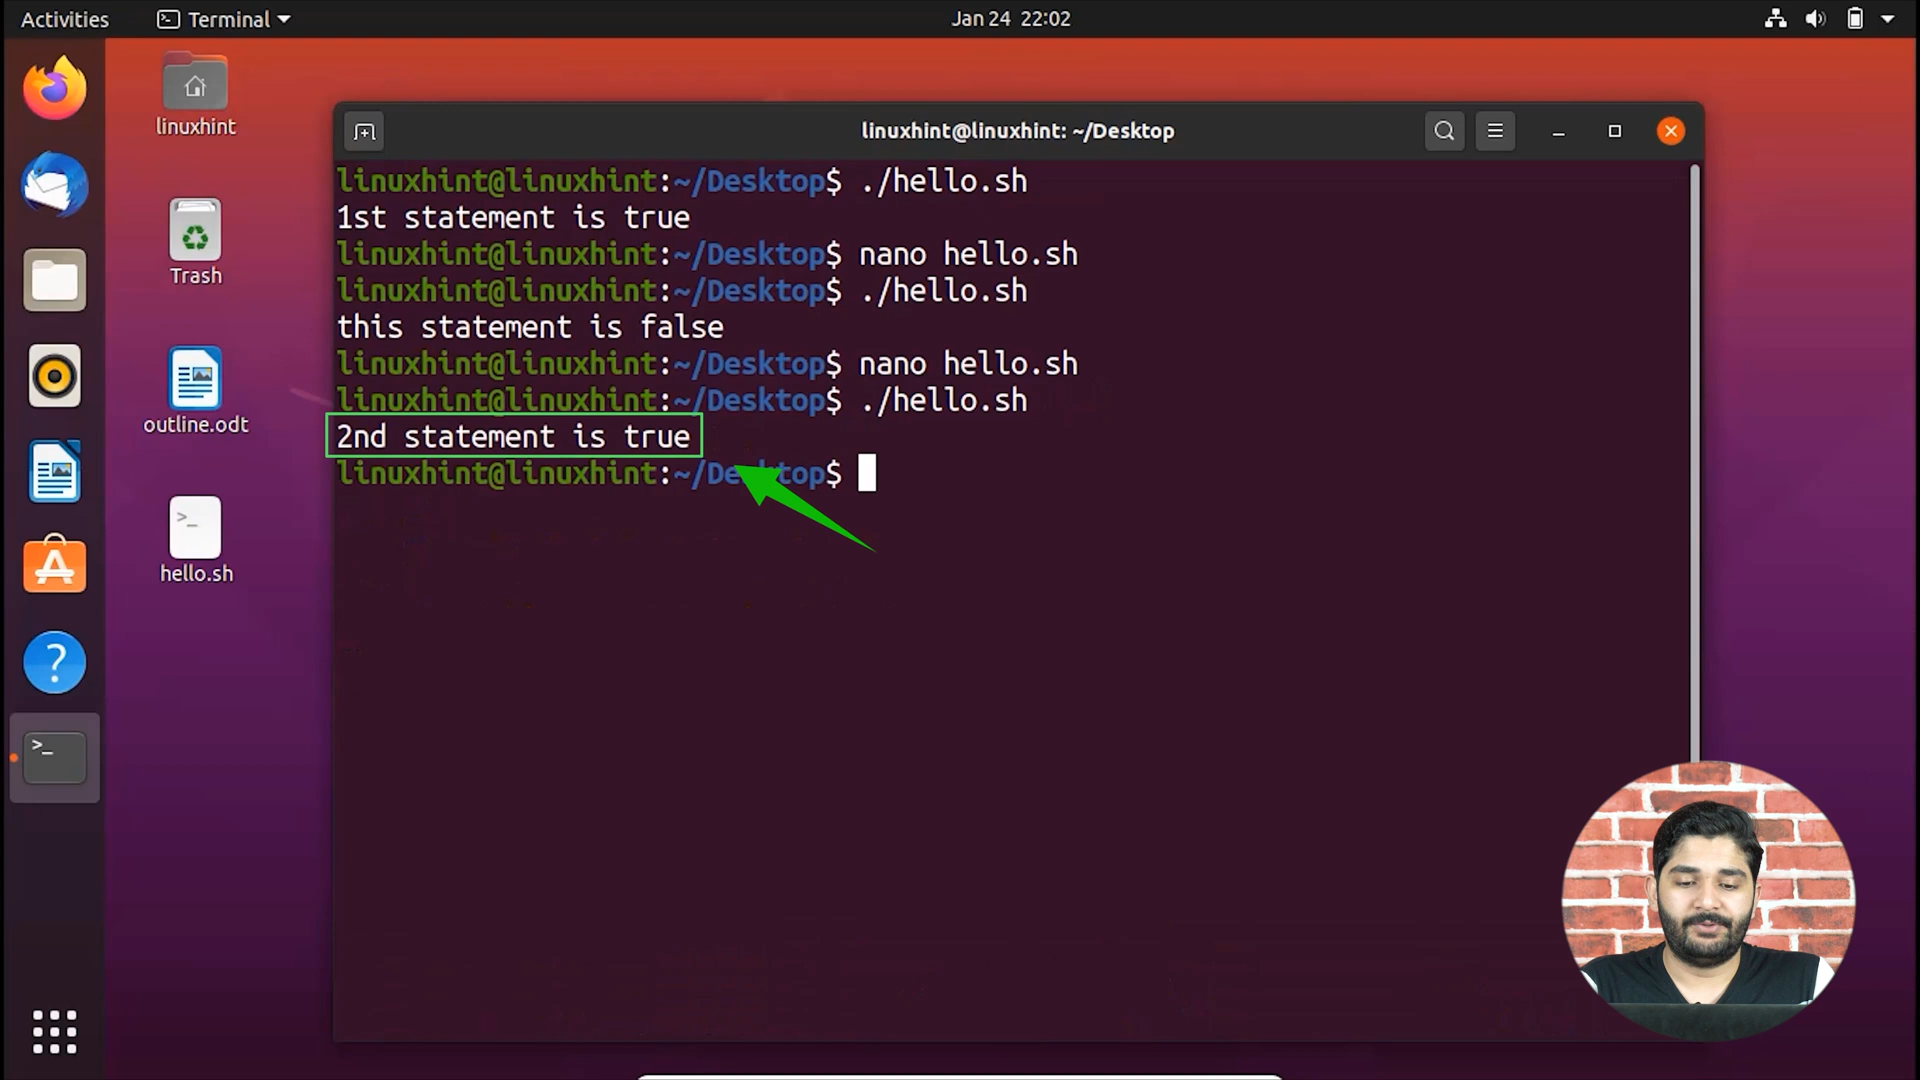 Activities
Terminal
Jan 24 22:02
linuxhint
Trash
outline.odt
hello.sh
linuxhint@linuxhint: ~/Desktop
linuxhint@linuxhint:~/Desktop$ ./hello.sh
1st statement is true
linuxhint@linuxhint:~/Desktop$ nano hello.sh
linuxhint@linuxhint:~/Desktop$ ./hello.sh
this statement is false
linuxhint@linuxhint:~/Desktop$ nano hello.sh
linuxhint@linuxhint:~/Desktop$ ./hello.sh
2nd statement is true
linuxhint@linuxhint:~/Desktop$